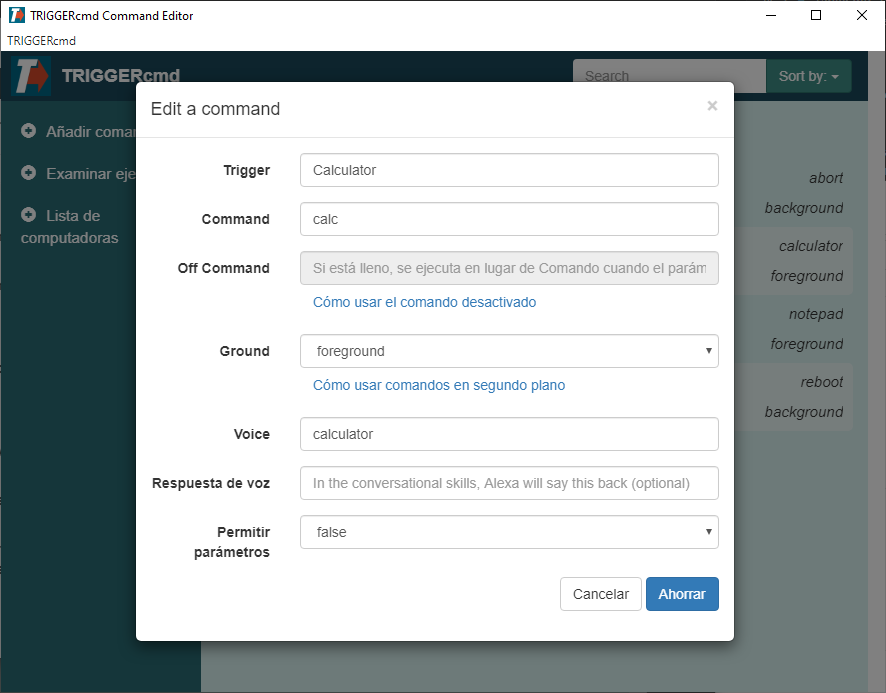 TRIGGERcmd Command Editor
TRIGGERcmd
TRIGGERcmd
Search
Sort by:
Edit a command
×
Añadir coma
Examinar eje
Lista de
computadoras
Trigger
Calculator
Command
calc
Off Command
Si está lleno, se ejecuta en lugar de Comando cuando el parám
Cómo usar el comando desactivado
Ground
foreground
Cómo usar comandos en segundo plano
Voice
calculator
Respuesta de voz
In the conversational skills, Alexa will say this back (optional)
Permitir
parámetros
false
Cancelar
Ahorrar
abort
background
calculator
foreground
notepad
foreground
reboot
background